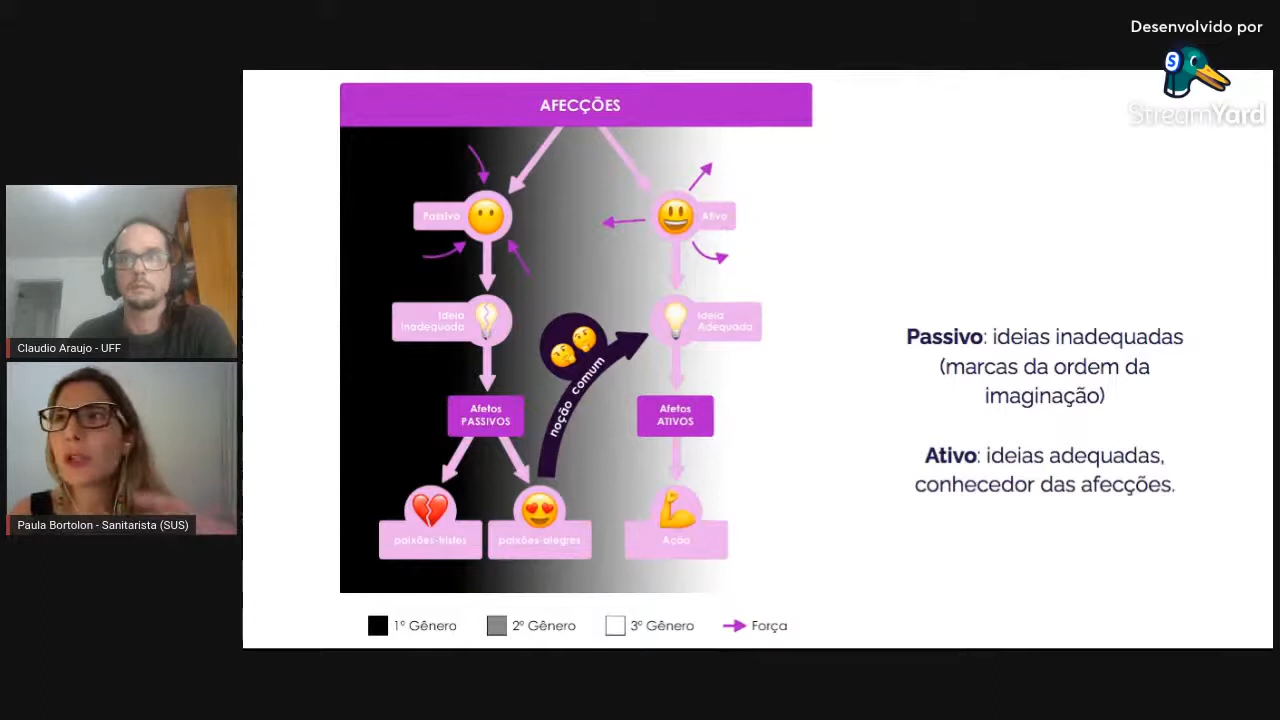 Desenvolvido por
StreamYard
AFECÇÕES
Passivo
Ativo
Ideia
Inadequada
Ideia
Adequada
noção comum
Afetos
PASSIVOS
Afetos
ATIVOS
paixões-tristes
paixões-alegres
Ação
1º Gênero
2º Gênero
3º Gênero
Força
Passivo: ideias inadequadas
(marcas da ordem da
imaginação)
Ativo: ideias adequadas,
conhecedor das afecções.
Claudio Araujo - UFF
Paula Bortolon - Sanitarista (SUS)